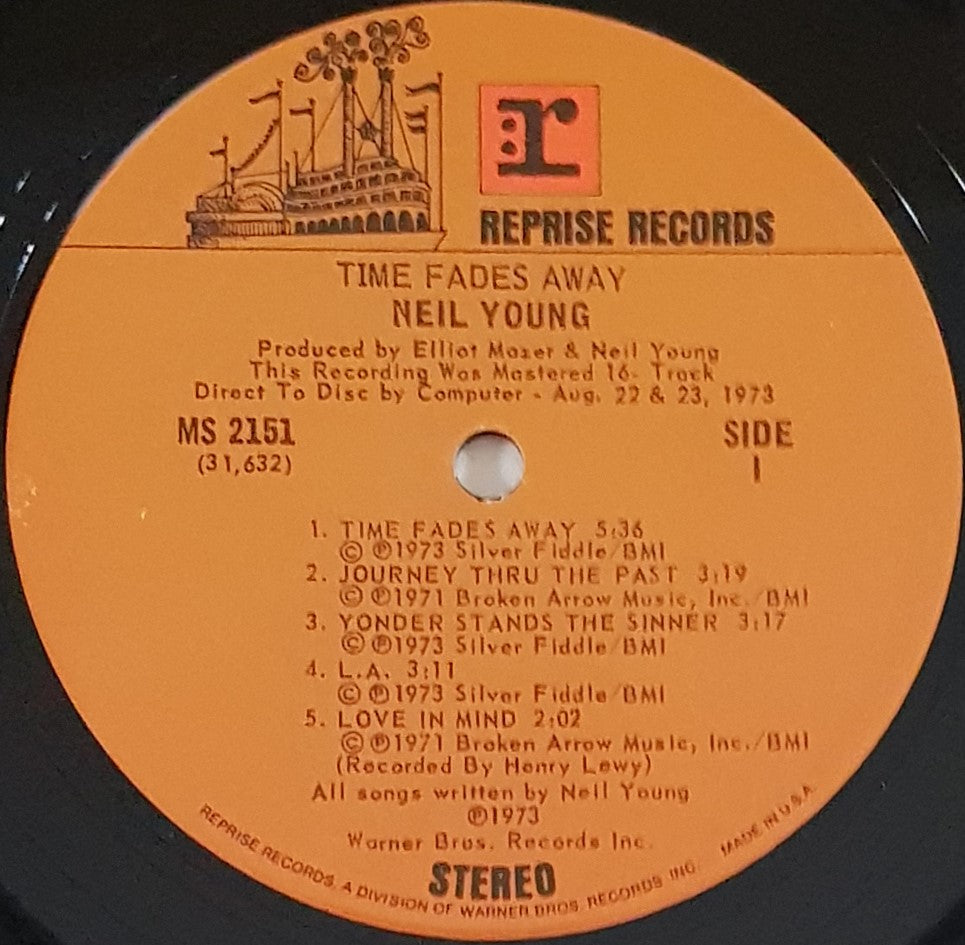 r
REPRISE RECORDS
TIME FADES AWAY
NEIL YOUNG
Produced by Elliot Mazer & Neil Young
This Recording Was Mastered 16- Track
Direct To Disc by Computer - Aug. 22 & 23, 1973
MS 2151
(31,632)
SIDE
1
1. TIME FADES AWAY 5:36
© ℗1973 Silver Fiddle/BMI
2. JOURNEY THRU THE PAST 3:19
© ℗1971 Broken Arrow Music, Inc./BMI
3. YONDER STANDS THE SINNER 3:17
© ℗1973 Silver Fiddle/BMI
4. L.A. 3:11
© ℗1973 Silver Fiddle/BMI
5. LOVE IN MIND 2:02
© ℗1971 Broken Arrow Music, Inc./BMI
(Recorded By Henry Lewy)
All songs written by Neil Young
℗1973
Warner Bros. Records Inc.
STEREO
REPRISE RECORDS, A DIVISION OF WARNER BROS. RECORDS INC. MADE IN U.S.A.